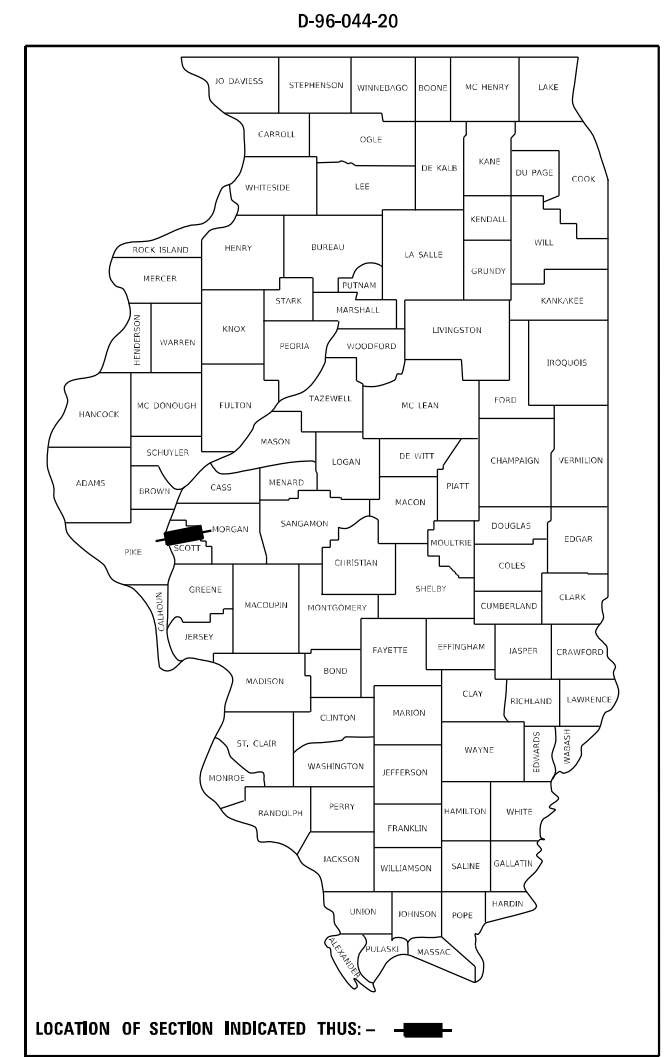 D-96-044-20
JO DAVIESS STEPHENSON WINNEBAGO BOONE MC HENRY LAKE
CARROLL OGLE
DE KALB KANE DU PAGE COOK
WHITESIDE LEE
KENDALL
ROCK ISLAND HENRY BUREAU LA SALLE WILL
MERCER PUTNAM GRUNDY
STARK MARSHALL KANKAKEE
HENDERSON WARREN KNOX PEORIA WOODFORD LIVINGSTON
IROQUOIS
HANCOCK MC DONOUGH FULTON TAZEWELL MC LEAN FORD
MASON
SCHUYLER LOGAN DE WITT CHAMPAIGN VERMILION
ADAMS BROWN CASS MENARD PIATT
MACON
PIKE SCOTT MORGAN SANGAMON MOULTRIE DOUGLAS EDGAR
CHRISTIAN COLES
CALHOUN GREENE MACOUPIN MONTGOMERY SHELBY CUMBERLAND CLARK
JERSEY
FAYETTE EFFINGHAM JASPER CRAWFORD
MADISON BOND
CLAY RICHLAND LAWRENCE
CLINTON MARION
ST. CLAIR WAYNE EDWARDS WABASH
MONROE WASHINGTON JEFFERSON
RANDOLPH PERRY HAMILTON WHITE
FRANKLIN
JACKSON WILLIAMSON SALINE GALLATIN
HARDIN
UNION JOHNSON POPE
ALEXANDER PULASKI MASSAC
LOCATION OF SECTION INDICATED THUS: –